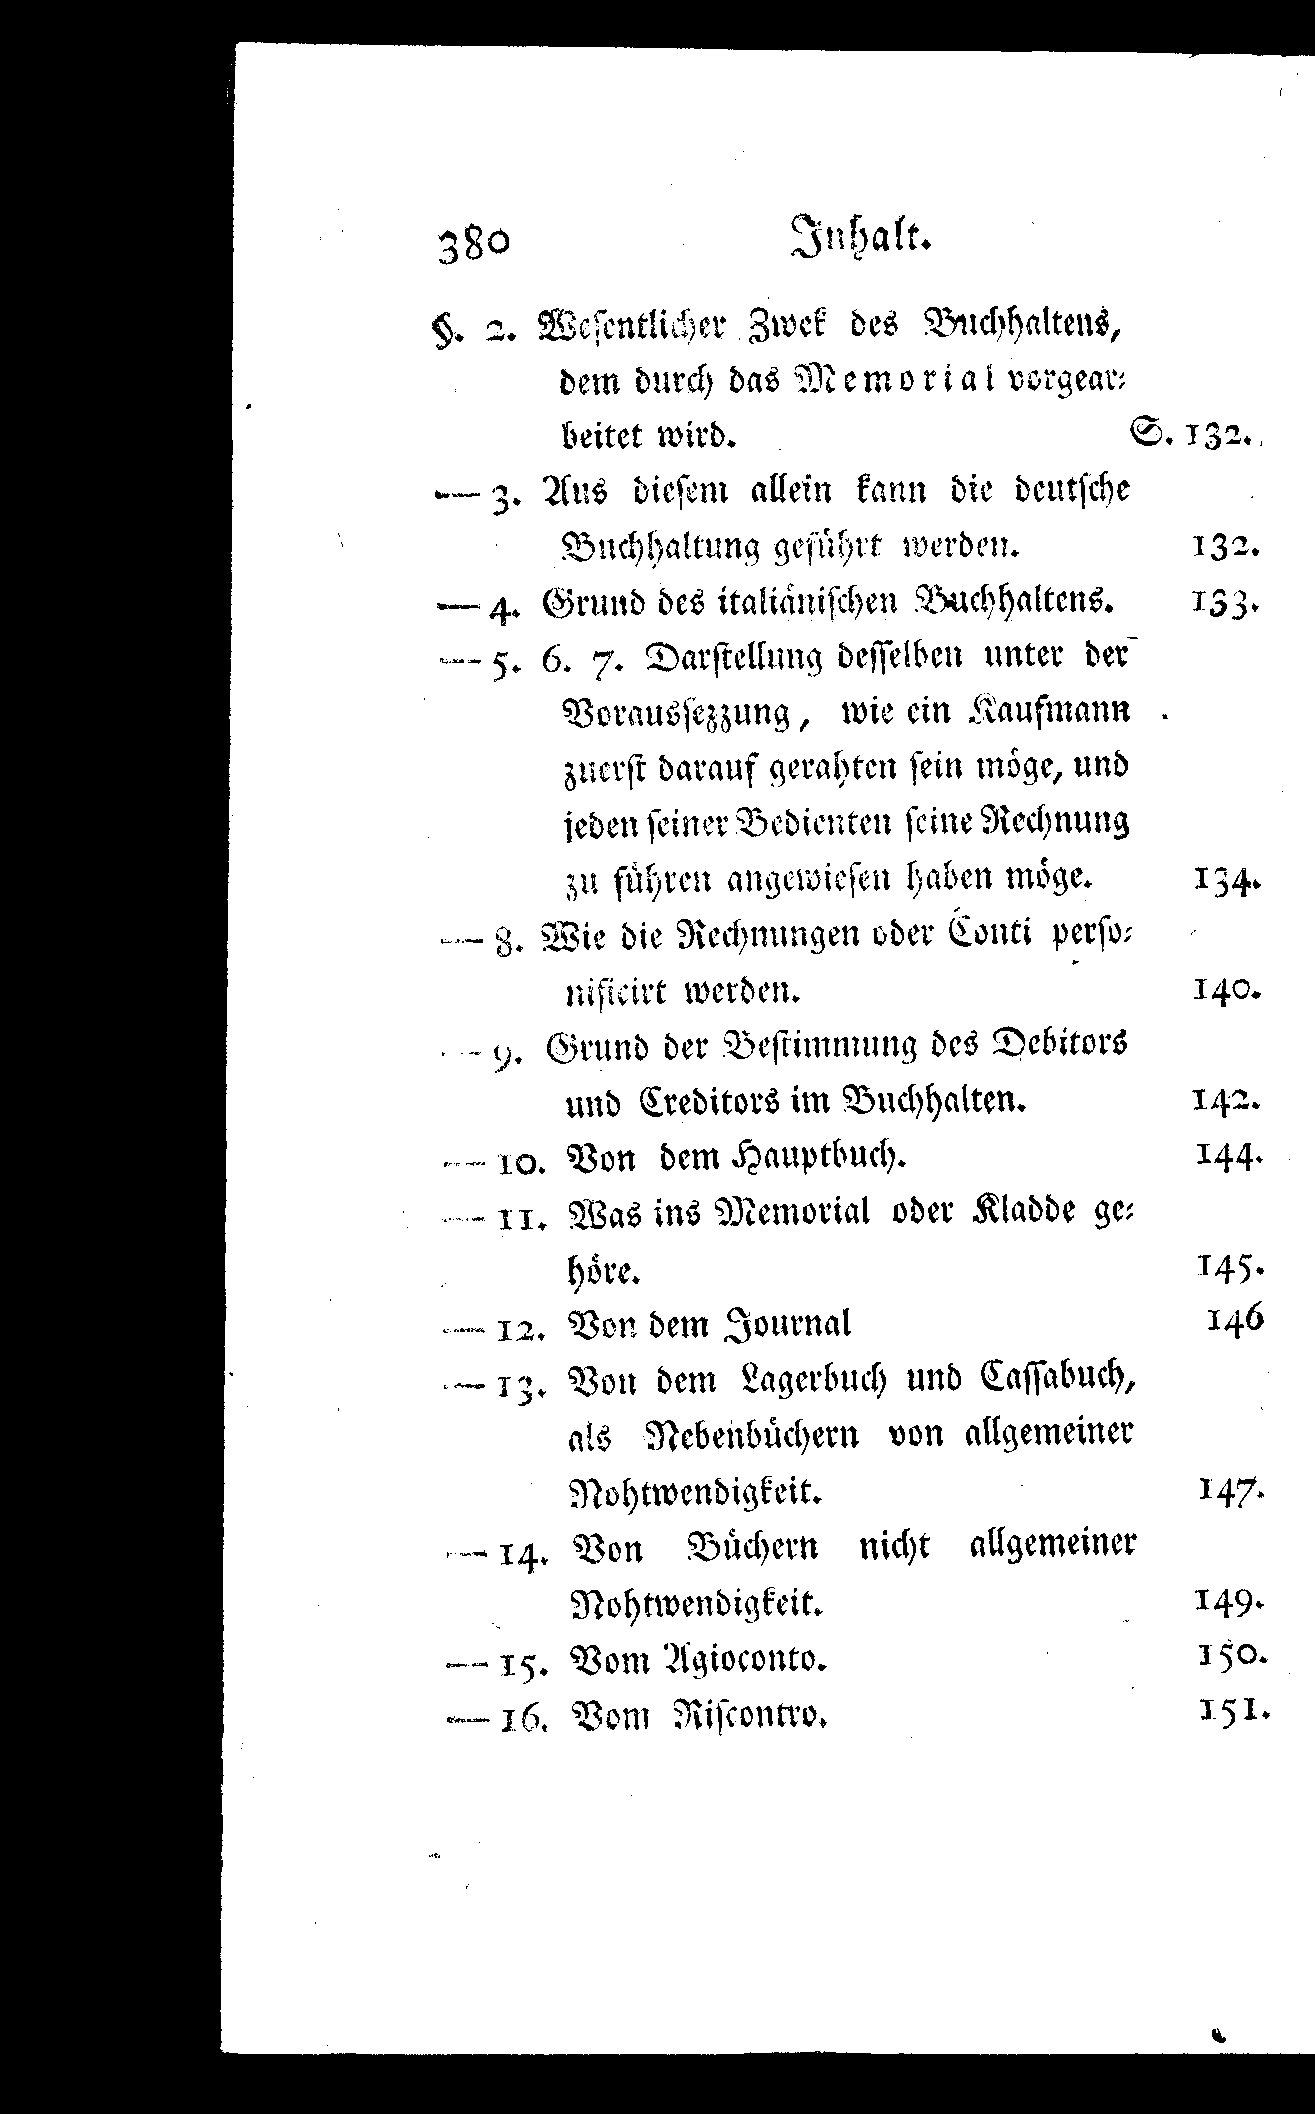 380 Inhalt.
§. 2. Wesentlicher Zwek des Buchhaltens,
dem durch das Memorial vorgear-
beitet wird. S. 132.
— 3. Aus diesem allein kann die deutsche
Buchhaltung geführt werden. 132.
— 4. Grund des italiänischen Buchhaltens. 133.
— 5. 6. 7. Darstellung desselben unter der
Voraussezzung, wie ein Kaufmann
zuerst darauf gerahten sein möge, und
jeden seiner Bedienten seine Rechnung
zu führen angewiesen haben möge. 134.
— 8. Wie die Rechnungen oder Conti perso-
nificirt werden. 140.
— 9. Grund der Bestimmung des Debitors
und Creditors im Buchhalten. 142.
— 10. Von dem Hauptbuch. 144.
— 11. Was ins Memorial oder Kladde ge-
höre. 145.
— 12. Von dem Journal 146
— 13. Von dem Lagerbuch und Cassabuch,
als Nebenbüchern von allgemeiner
Nohtwendigkeit. 147.
— 14. Von Büchern nicht allgemeiner
Nohtwendigkeit. 149.
— 15. Vom Agioconto. 150.
— 16. Vom Riscontro. 151.